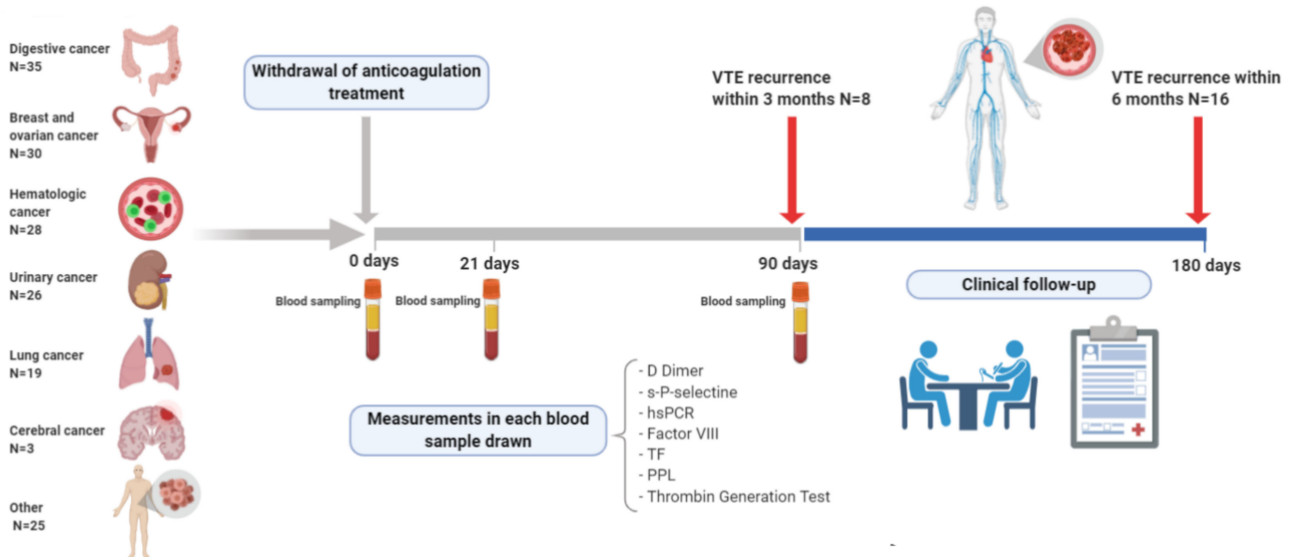 Digestive cancer
N=35
Breast and
ovarian cancer
N=30
Hematologic
cancer
N=28
Urinary cancer
N=26
Lung cancer
N=19
Cerebral cancer
N=3
Other
N=25
Withdrawal of anticoagulation
treatment
VTE recurrence
within 3 months N=8
VTE recurrence within
6 months N=16
0 days
21 days
90 days
180 days
Blood sampling
Blood sampling
Blood sampling
Clinical follow-up
Measurements in each blood
sample drawn
- D Dimer
- s-P-selectine
- hsPCR
- Factor VIII
- TF
- PPL
- Thrombin Generation Test